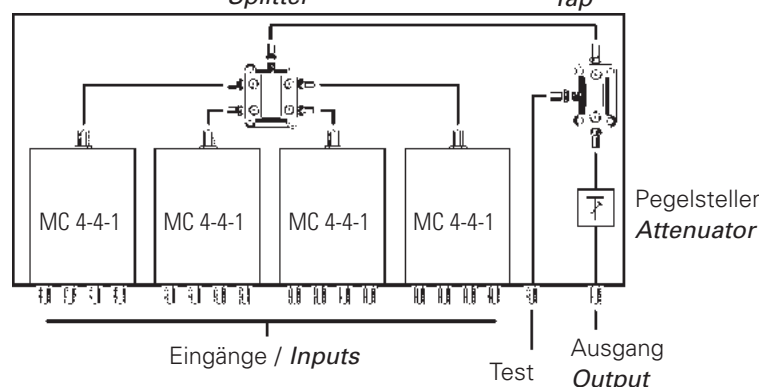 Splitter
Tap
MC 4-4-1
MC 4-4-1
MC 4-4-1
MC 4-4-1
Pegelsteller
Attenuator
Eingänge / Inputs
Test
Ausgang
Output